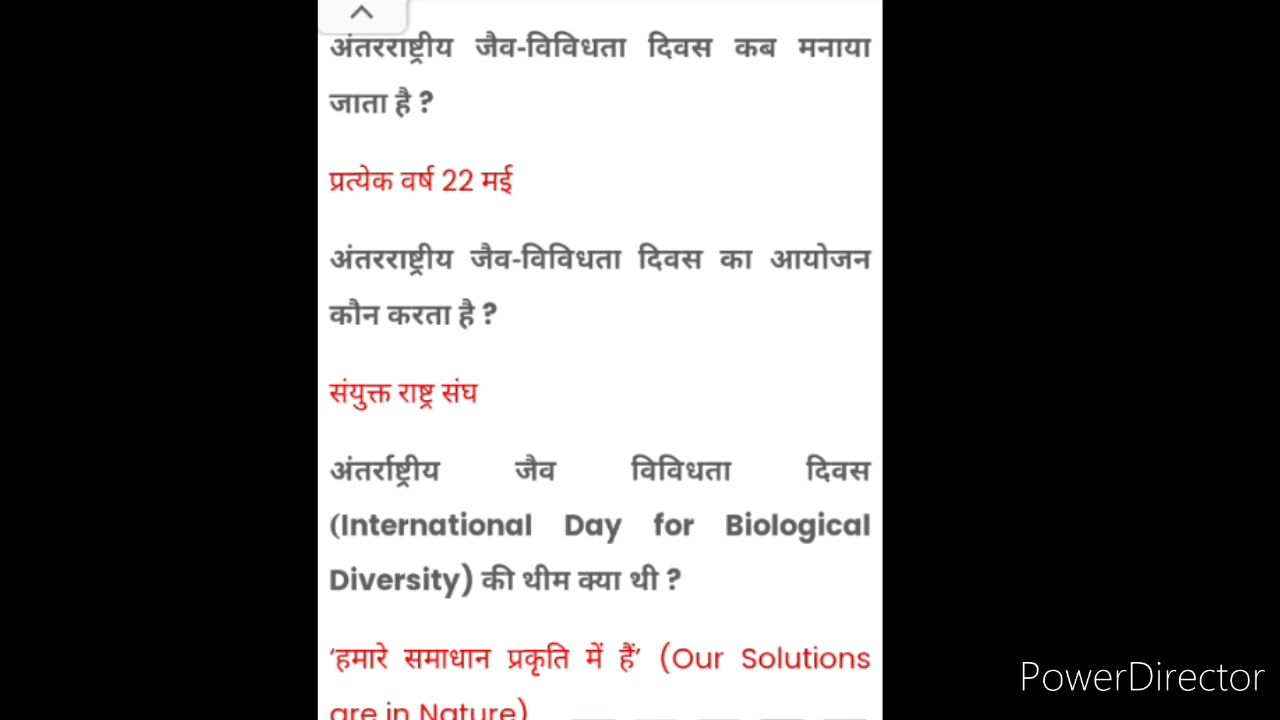 अंतरराष्ट्रीय जैव-विविधता दिवस कब मनाया
जाता है ?
प्रत्येक वर्ष 22 मई
अंतरराष्ट्रीय जैव-विविधता दिवस का आयोजन
कौन करता है ?
संयुक्त राष्ट्र संघ
अंतर्राष्ट्रीय जैव विविधता दिवस
(International Day for Biological
Diversity) की थीम क्या थी ?
‘हमारे समाधान प्रकृति में हैं’ (Our Solutions
are in Nature)
PowerDirector